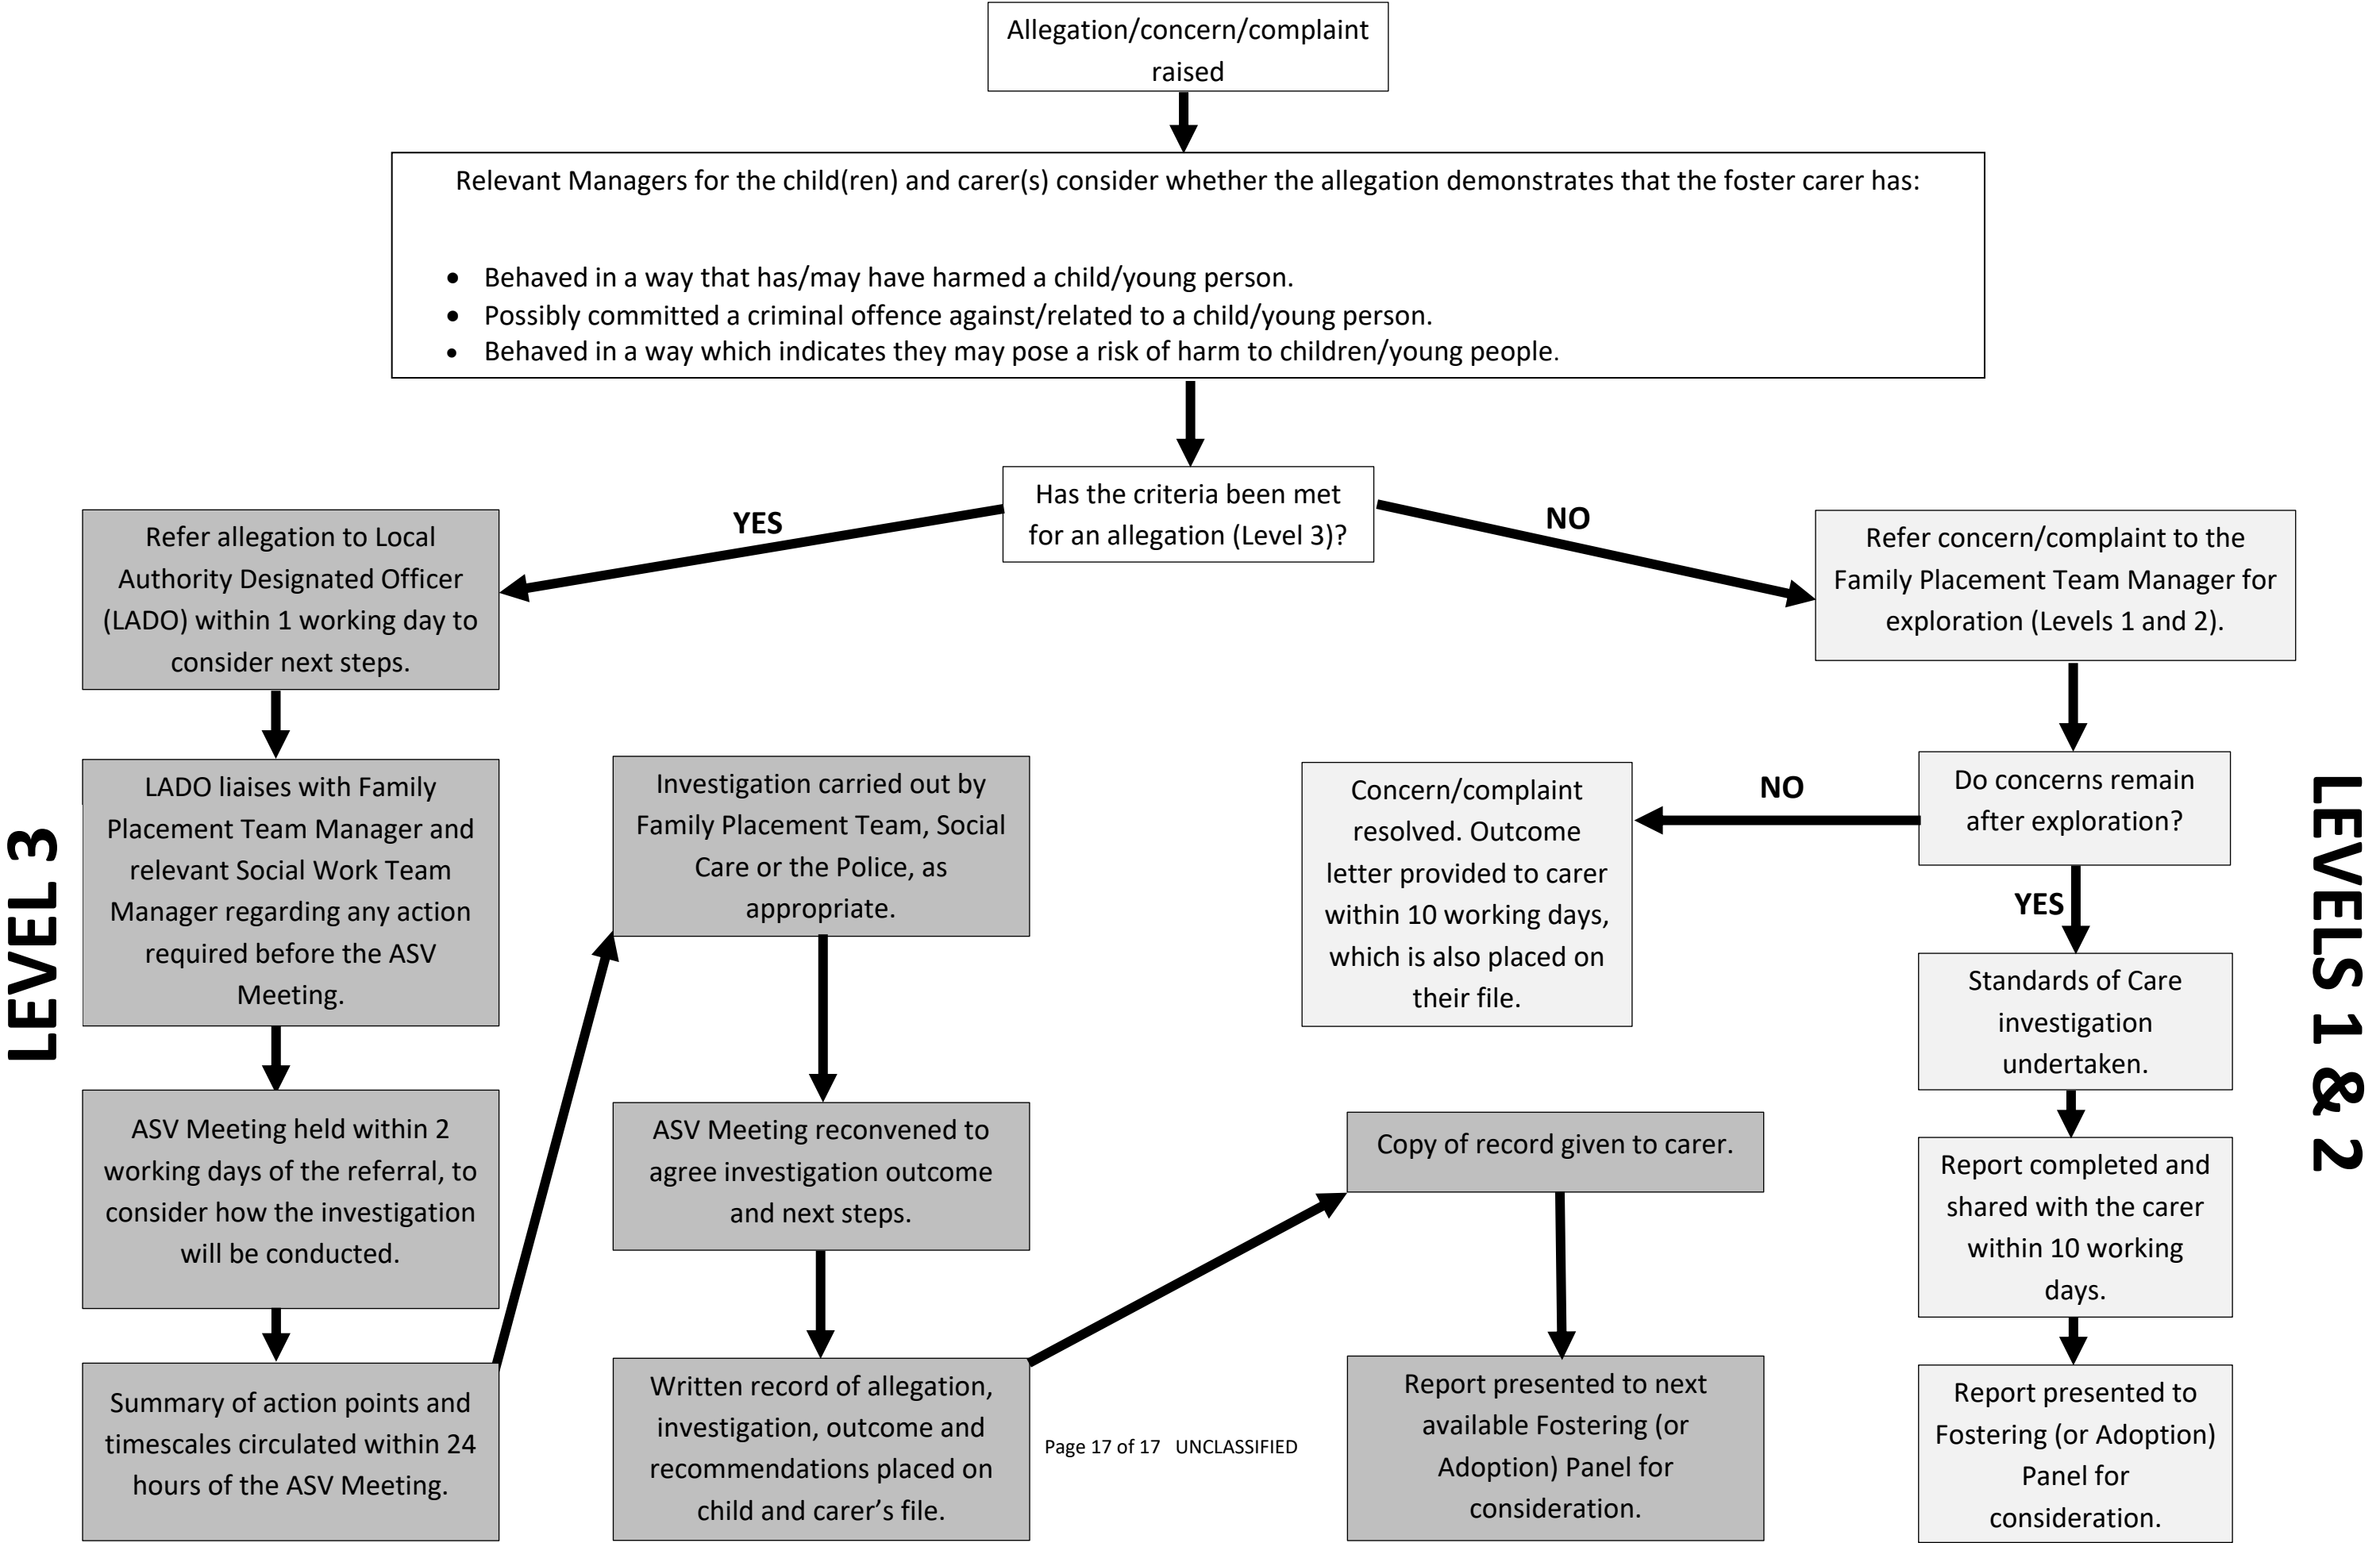 Allegation/concern/complaint
raised
Relevant Managers for the child(ren) and carer(s) consider whether the allegation demonstrates that the foster carer has:
• Behaved in a way that has/may have harmed a child/young person.
• Possibly committed a criminal offence against/related to a child/young person.
• Behaved in a way which indicates they may pose a risk of harm to children/young people.
Has the criteria been met
for an allegation (Level 3)?
YES
NO
LEVEL 3
Refer allegation to Local
Authority Designated Officer
(LADO) within 1 working day to
consider next steps.
LADO liaises with Family
Placement Team Manager and
relevant Social Work Team
Manager regarding any action
required before the ASV
Meeting.
ASV Meeting held within 2
working days of the referral, to
consider how the investigation
will be conducted.
Summary of action points and
timescales circulated within 24
hours of the ASV Meeting.
Investigation carried out by
Family Placement Team, Social
Care or the Police, as
appropriate.
ASV Meeting reconvened to
agree investigation outcome
and next steps.
Written record of allegation,
investigation, outcome and
recommendations placed on
child and carer’s file.
Copy of record given to carer.
Report presented to next
available Fostering (or
Adoption) Panel for
consideration.
LEVELS 1 & 2
Refer concern/complaint to the
Family Placement Team Manager for
exploration (Levels 1 and 2).
Do concerns remain
after exploration?
NO
Concern/complaint
resolved. Outcome
letter provided to carer
within 10 working days,
which is also placed on
their file.
YES
Standards of Care
investigation
undertaken.
Report completed and
shared with the carer
within 10 working
days.
Report presented to
Fostering (or Adoption)
Panel for
consideration.
Page 17 of 17 UNCLASSIFIED